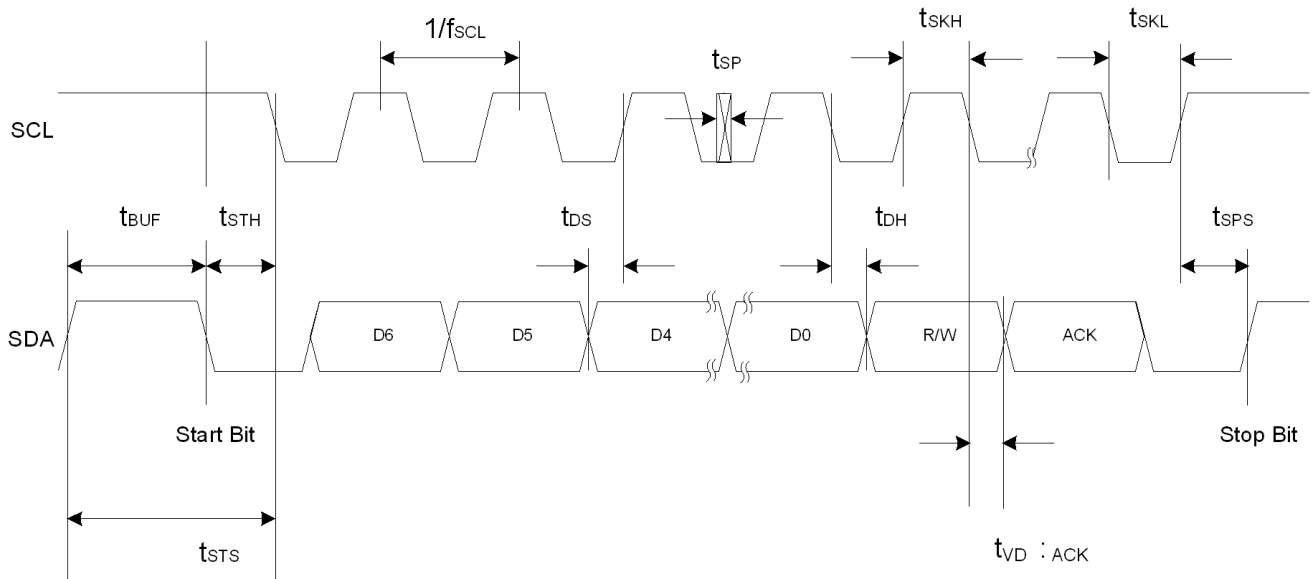 1/fSCL
tSP
tSKH
tSKL
SCL
tBUF
tSTH
tDS
tDH
tSPS
SDA
D6
D5
D4
D0
R/W
ACK
Start Bit
Stop Bit
tSTS
tVD : ACK